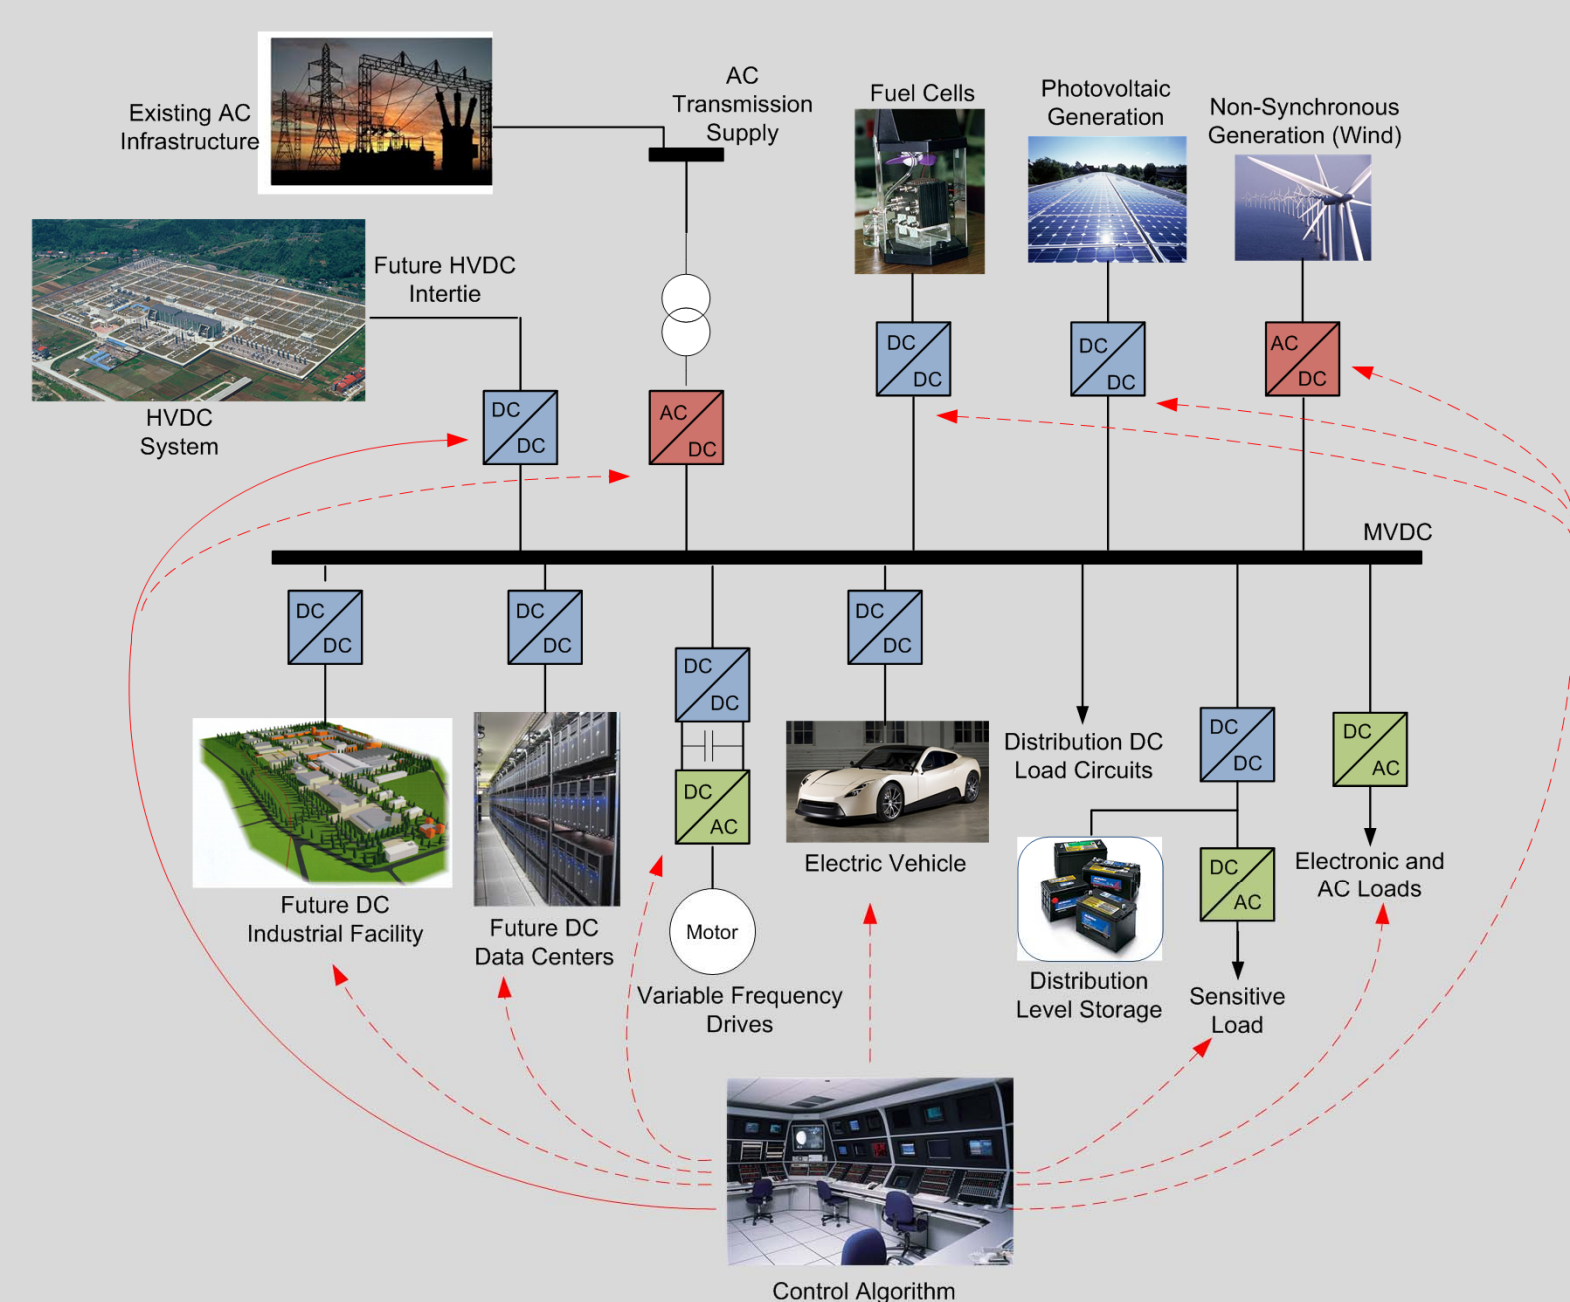 Existing AC
Infrastructure
AC
Transmission
Supply
Fuel Cells
Photovoltaic
Generation
Non-Synchronous
Generation (Wind)
Future HVDC
Intertie
HVDC
System
DC
DC
AC
DC
DC
DC
DC
DC
AC
DC
MVDC
DC
DC
DC
DC
DC
DC
DC
AC
Motor
Variable Frequency
Drives
DC
DC
Future DC
Industrial Facility
Future DC
Data Centers
Electric Vehicle
Distribution DC
Load Circuits
DC
DC
DC
AC
DC
AC
Electronic and
AC Loads
Distribution
Level Storage
Sensitive
Load
Control Algorithm